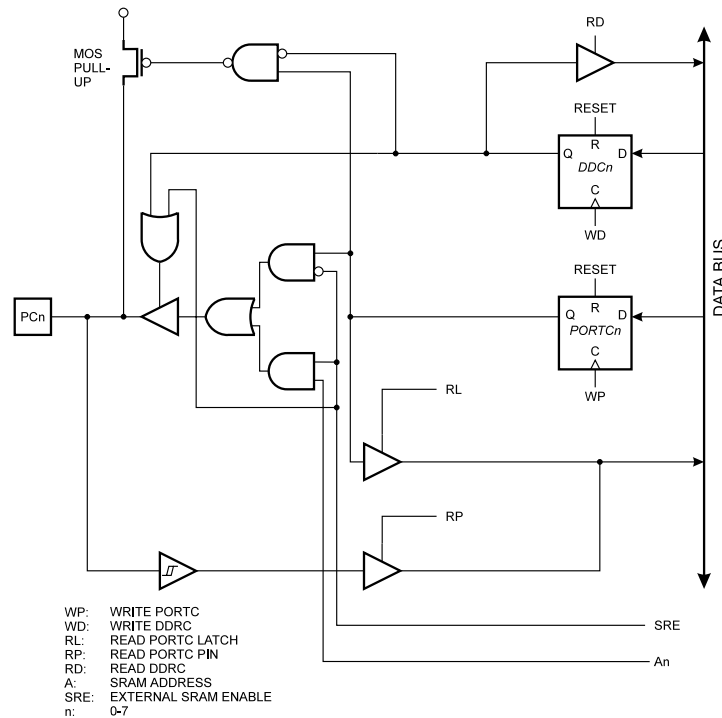 RD
MOS
PULL-
UP
RESET
R
Q
D
DDCn
C
WD
RESET
R
Q
D
PORTCn
C
WP
PCn
DATA BUS
RL
RP
WP: WRITE PORTC
WD: WRITE DDRC
RL: READ PORTC LATCH
RP: READ PORTC PIN
RD: READ DDRC
A: SRAM ADDRESS
SRE: EXTERNAL SRAM ENABLE
n: 0-7
SRE
An